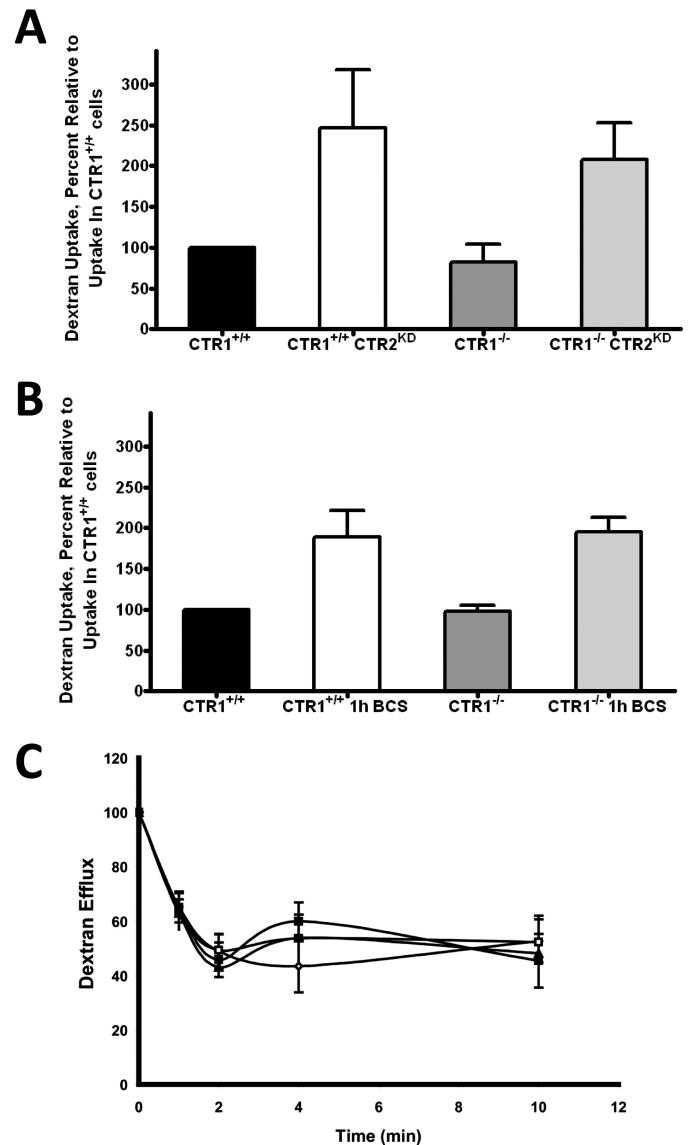 A
Dextran Uptake, Percent Relative to
Uptake In CTR1+/+ cells
300
250
200
150
100
50
0
CTR1+/+
CTR1+/+ CTR2KD
CTR1-/-
CTR1-/- CTR2KD
B
Dextran Uptake, Percent Relative to
Uptake In CTR1+/+ cells
300
250
200
150
100
50
0
CTR1+/+
CTR1+/+ 1h BCS
CTR1-/-
CTR1-/- 1h BCS
C
Dextran Efflux
120
100
80
60
40
20
0
0 2 4 6 8 10 12
Time (min)